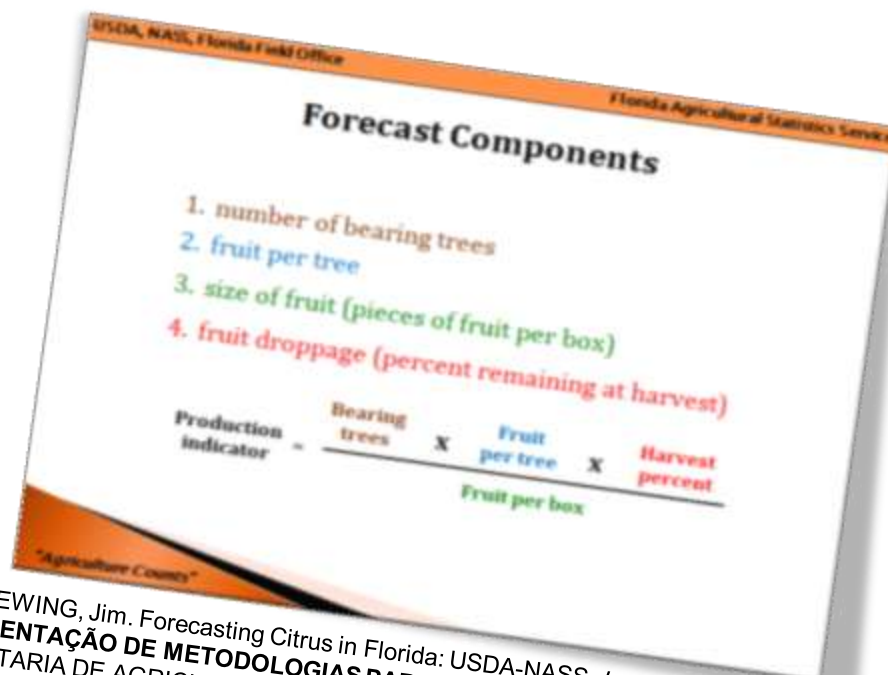 USDA, NASS, Florida Field Office
Florida Agricultural Statistics Service
Forecast Components
1. number of bearing trees
2. fruit per tree
3. size of fruit (pieces of fruit per box)
4. fruit droppage (percent remaining at harvest)
Production indicator = Bearing trees x Fruit per tree x Harvest percent
Fruit per box
"Agriculture Counts"
EWING, Jim. Forecasting Citrus in Florida: USDA-NASS
ENTAÇÃO DE METODOLOGIAS
TARIA DE